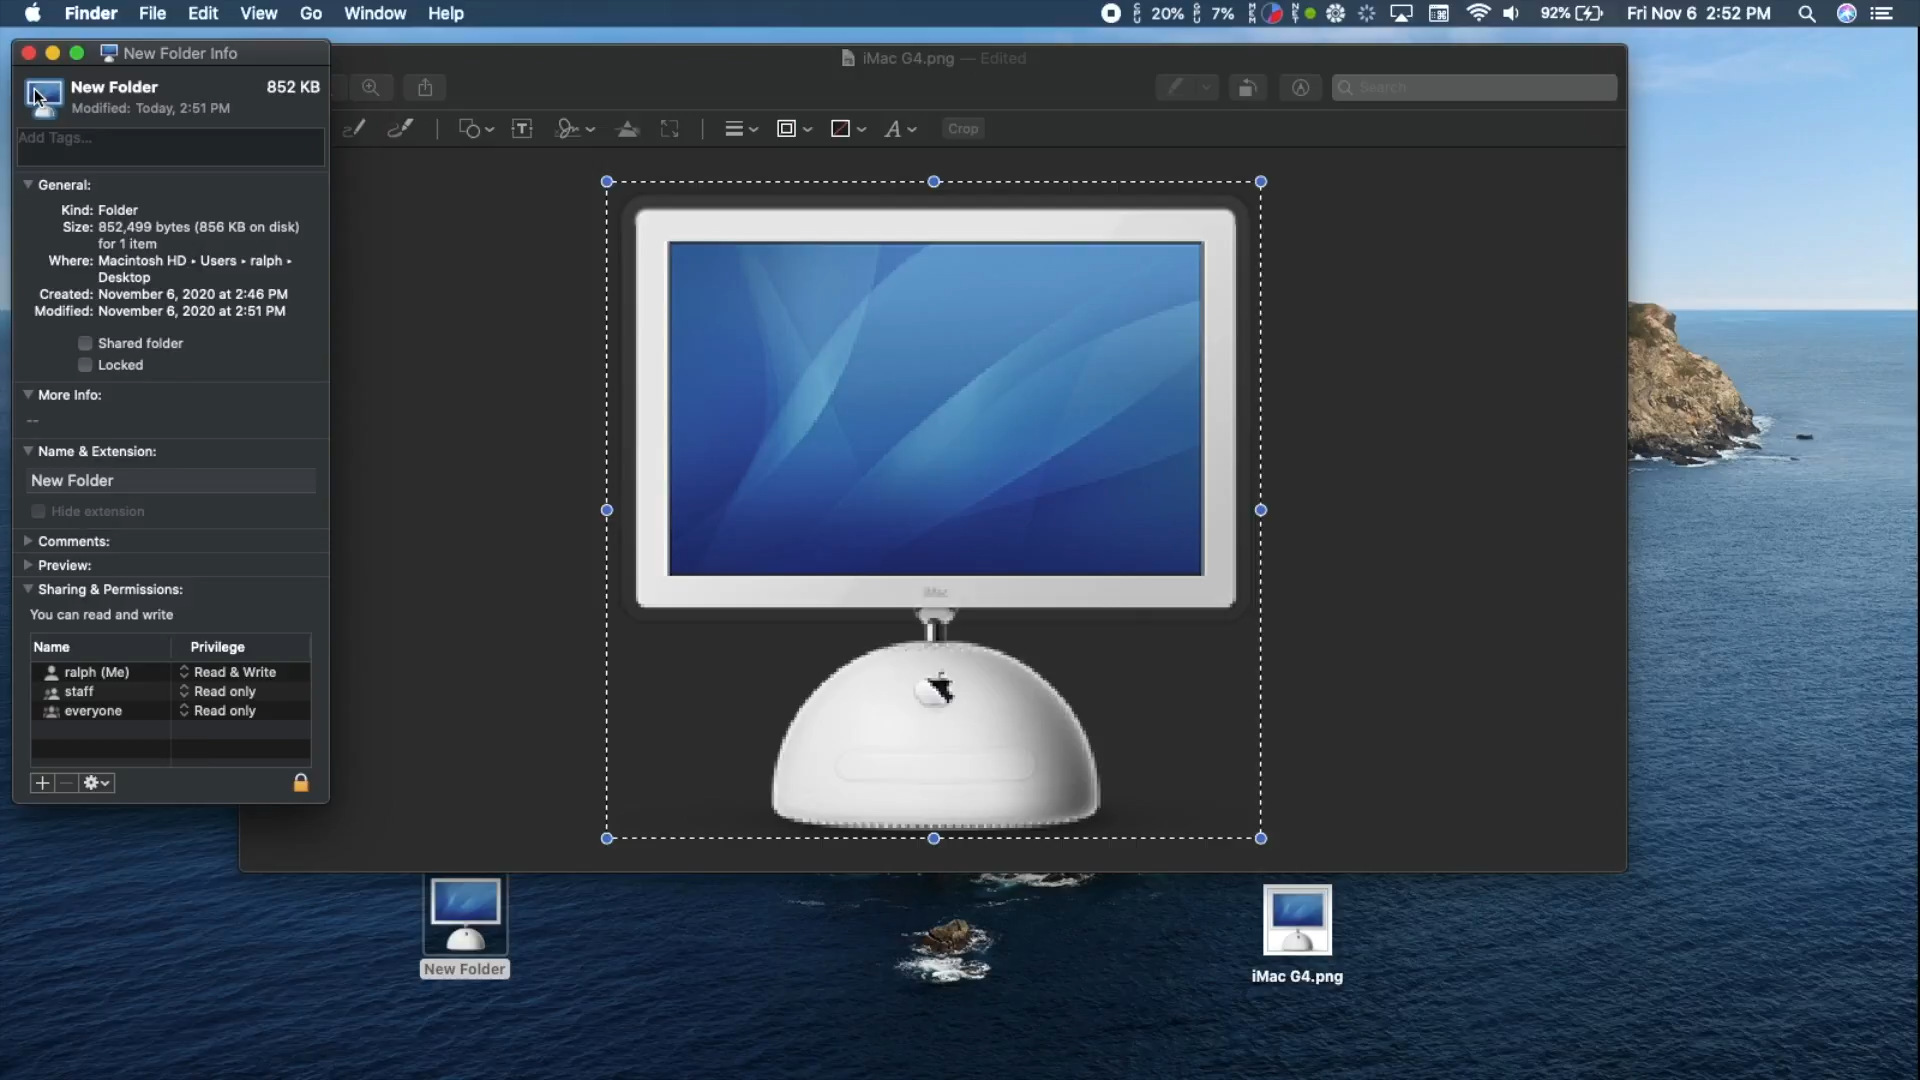 Finder File Edit View Go Window Help
20% 7% 92% Fri Nov 6 2:52 PM
New Folder Info
New Folder 852 KB
Modified: Today, 2:51 PM
Add Tags...
General:
Kind: Folder
Size: 852,499 bytes (856 KB on disk)
for 1 item
Where: Macintosh HD ▸ Users ▸ ralph ▸
Desktop
Created: November 6, 2020 at 2:46 PM
Modified: November 6, 2020 at 2:51 PM
Shared folder
Locked
More Info:
--
Name & Extension:
New Folder
Hide extension
Comments:
Preview:
Sharing & Permissions:
You can read and write
Name Privilege
ralph (Me) Read & Write
staff Read only
everyone Read only
iMac G4.png — Edited
Search
Crop
iMac
New Folder
iMac G4.png